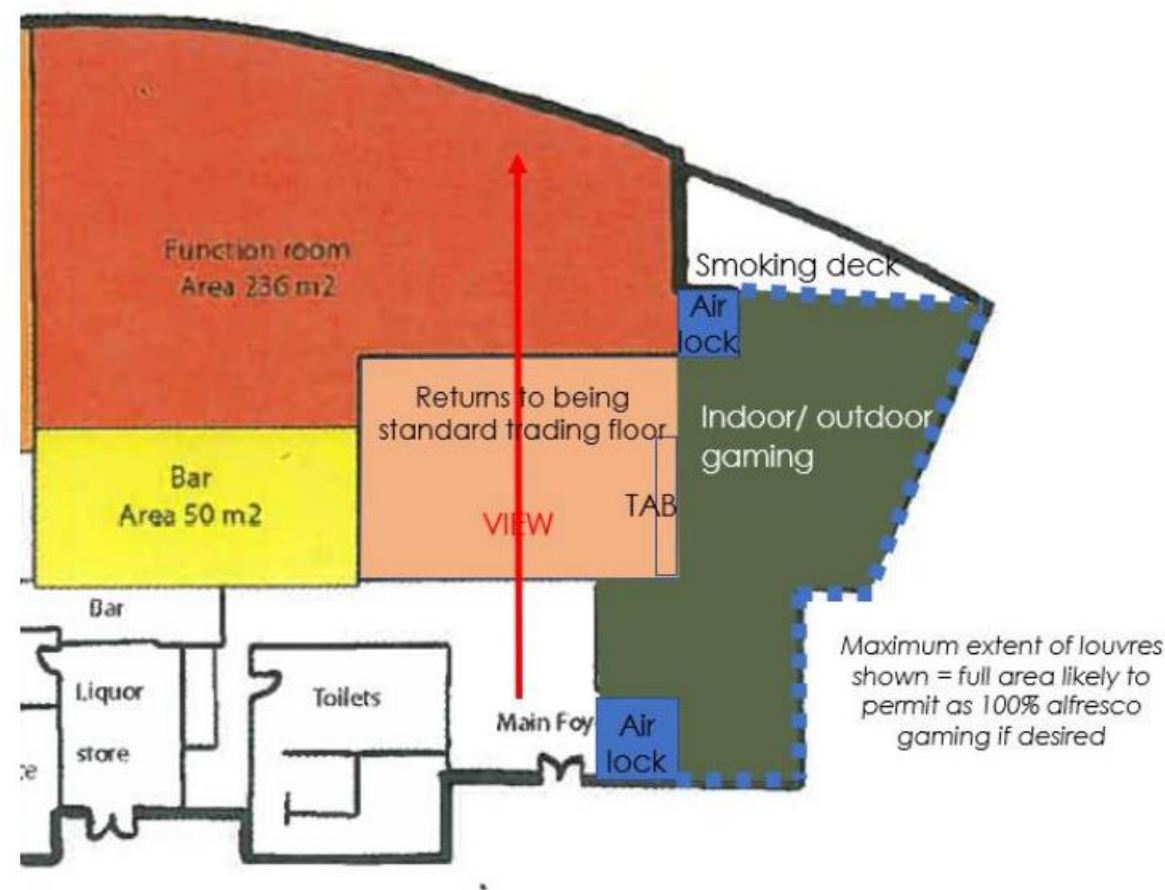 Function room
Area 236 m2
Smoking deck
Air
lock
Returns to being
standard trading floor
Indoor/ outdoor
gaming
Bar
Area 50 m2
TAB
VIEW
Bar
Liquor
store
Toilets
Main Foy
Air
lock
Maximum extent of louvres
shown = full area likely to
permit as 100% alfresco
gaming if desired
ce